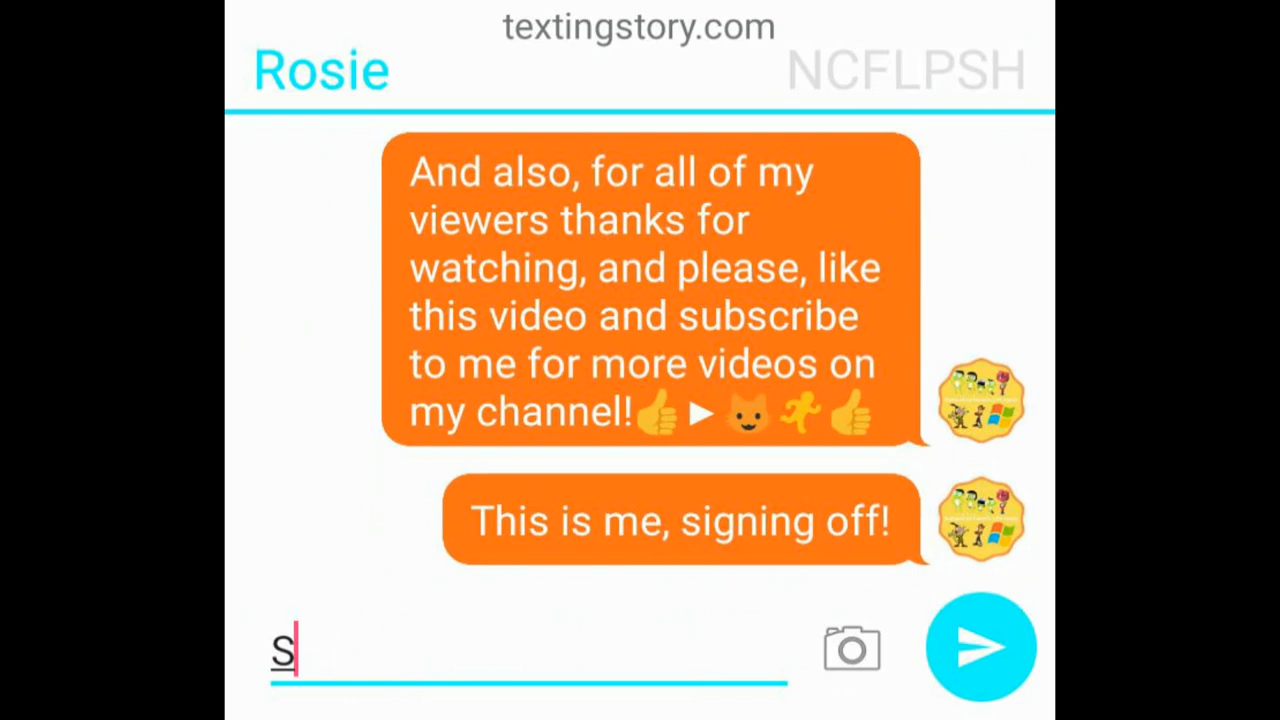 textingstory.com
Rosie NCFLPSH
And also, for all of my
viewers thanks for
watching, and please, like
this video and subscribe
to me for more videos on
my channel!👍▶😺🏃👍
This is me, signing off!
S